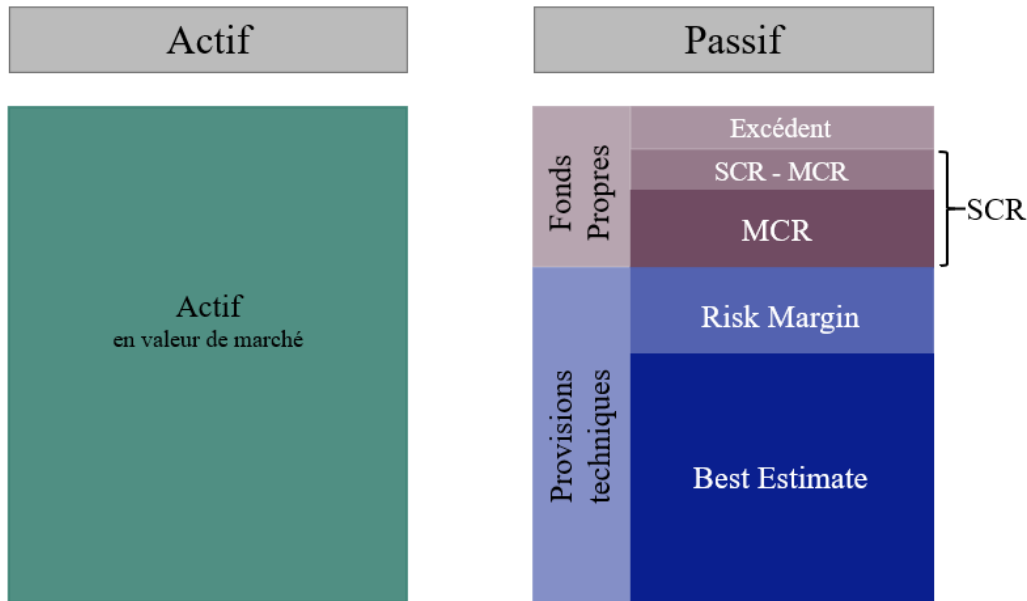 Actif
Passif
Actif
en valeur de marché
Fonds
Propres
Excédent
SCR - MCR
MCR
SCR
Provisions
techniques
Risk Margin
Best Estimate